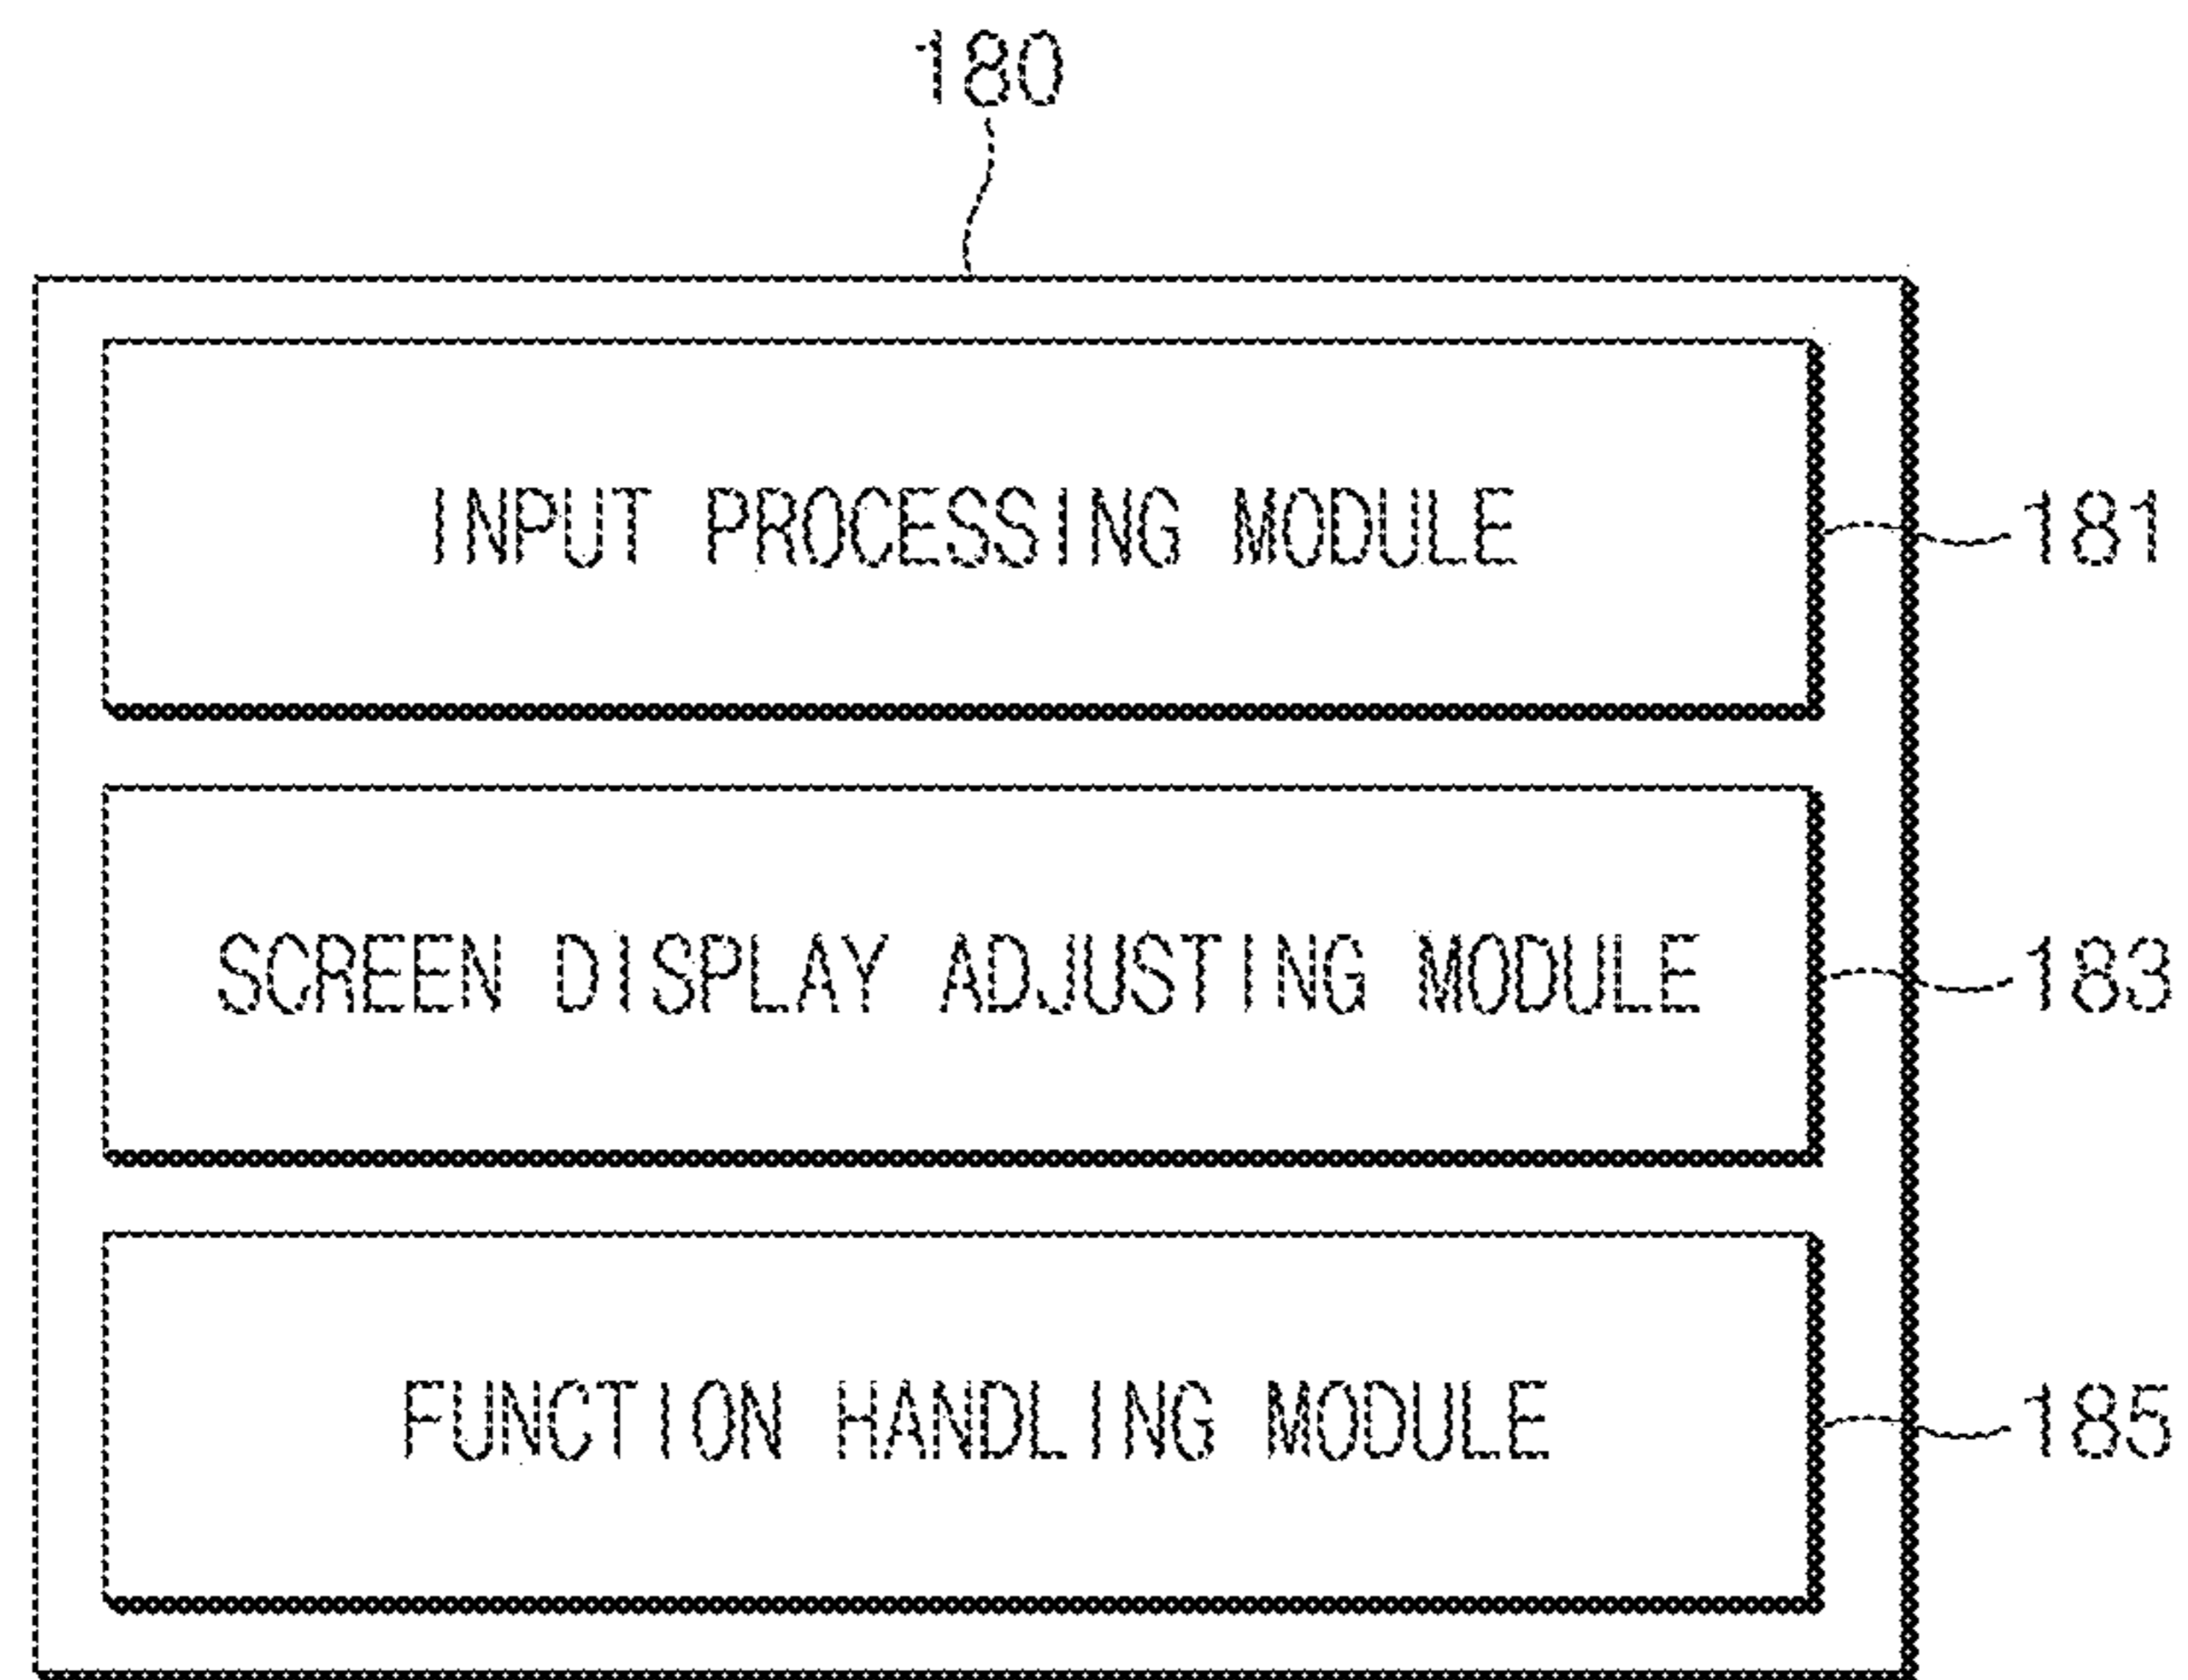 180
INPUT PROCESSING MODULE
181
SCREEN DISPLAY ADJUSTING MODULE
183
FUNCTION HANDLING MODULE
185